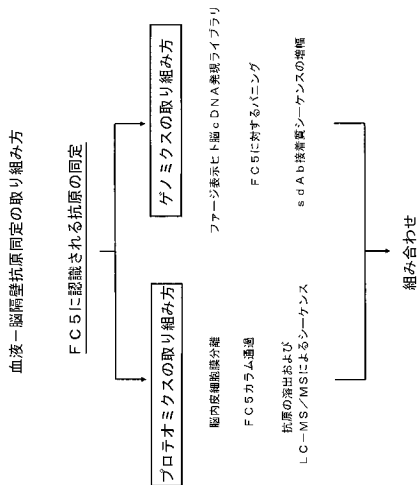 血液－脳隔壁抗原同定の取り組み方
ＦＣ５に認識される抗原の同定
プロテオミクスの取り組み方
脳内皮細胞膜分離
ＦＣ５カラム通過
抗原の溶出および
ＬＣ－ＭＳ／ＭＳによるシーケンス
ゲノミクスの取り組み方
ファージ表示ヒト脳ｃＤＮＡ発現ライブラリ
ＦＣ５に対するパニング
ｓｄＡｂ接着質シーケンスの増幅
組み合わせ